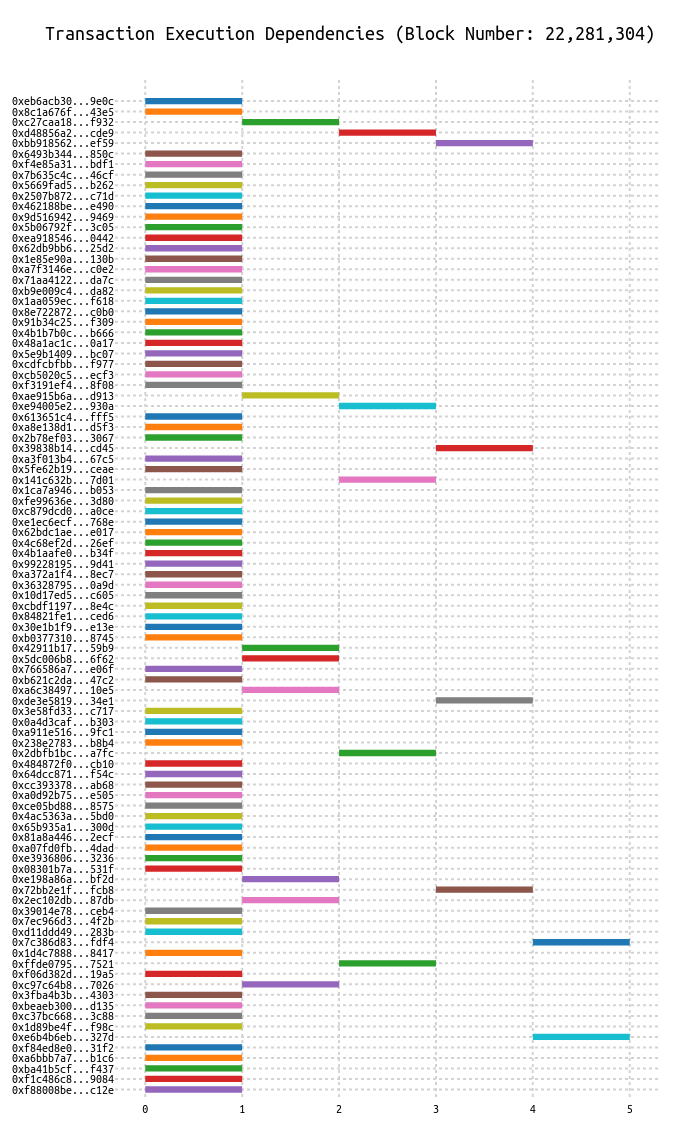 Transaction Execution Dependencies (Block Number: 22,281,304)
0xeb6acb30...9e0c
0x8c1a676f...43e5
0xc27caa18...f932
0xd48856a2...cde9
0xbb918562...ef59
0x6493b344...850c
0xf4e85a31...bdf1
0x7b635c4c...46cf
0x5669fad5...b262
0x2507b872...c71d
0x462188be...e490
0x9d516942...9469
0x5b06792f...3c05
0xea918546...0442
0x62db9bb6...25d2
0x1e85e90a...130b
0xa7f3146e...c0e2
0x71aa4122...da7c
0xb9e009c4...da82
0x1aa059ec...f618
0x8e722872...c0b0
0x91b34c25...f309
0x4b1b7b0c...b666
0x48a1ac1c...0a17
0x5e9b1409...bc07
0xcdfcbfbb...f977
0xcb5020c5...ecf3
0xf3191ef4...8f08
0xae915b6a...d913
0xe94005e2...930a
0x613651c4...fff5
0xa8e138d1...d5f3
0x2b78ef03...3067
0x39838b14...cd45
0xa3f013b4...67c5
0x5fe62b19...ceae
0x141c632b...7d01
0x1ca7a946...b053
0xfe99636e...3d80
0xc879dcd0...a0ce
0xe1ec6ecf...768e
0x62bdc1ae...e017
0x4c68ef2d...26ef
0x4b1aafe0...b34f
0x99228195...9d41
0xa372a1f4...8ec7
0x36328795...0a9d
0x10d17ed5...c605
0xcbdf1197...8e4c
0x84821fe1...ced6
0x30e1b1f9...e13e
0xb0377310...8745
0x42911b17...59b9
0x5dc006b8...6f62
0x766586a7...e06f
0xb621c2da...47c2
0xa6c38497...10e5
0xde3e5819...34e1
0x3e58fd33...c717
0x0a4d3caf...b303
0xa911e516...9fc1
0x238e2783...b8b4
0x2dbfb1bc...a7fc
0x484872f0...cb10
0x64dcc871...f54c
0xcc393378...ab68
0xa0d92b75...e505
0xce05bd88...8575
0x4ac5363a...5bd0
0x65b935a1...300d
0x81a8a446...2ecf
0xa07fd0fb...4dad
0xe3936806...3236
0x08301b7a...531f
0xe198a86a...bf2d
0x72bb2e1f...fcb8
0x2ec102db...87db
0x39014e78...ceb4
0x7ec966d3...4f2b
0xd11ddd49...283b
0x7c386d83...fdf4
0x1d4c7888...8417
0xffde0795...7521
0xf06d382d...19a5
0xc97c64b8...7026
0x3fba4b3b...4303
0xbeaeb300...d135
0xc37bc668...3c88
0x1d89be4f...f98c
0xe6b4b6eb...327d
0xf84ed8e0...31f2
0xa6bbb7a7...b1c6
0xba41b5cf...f437
0xf1c486c8...9084
0xf88008be...c12e
0 1 2 3 4 5